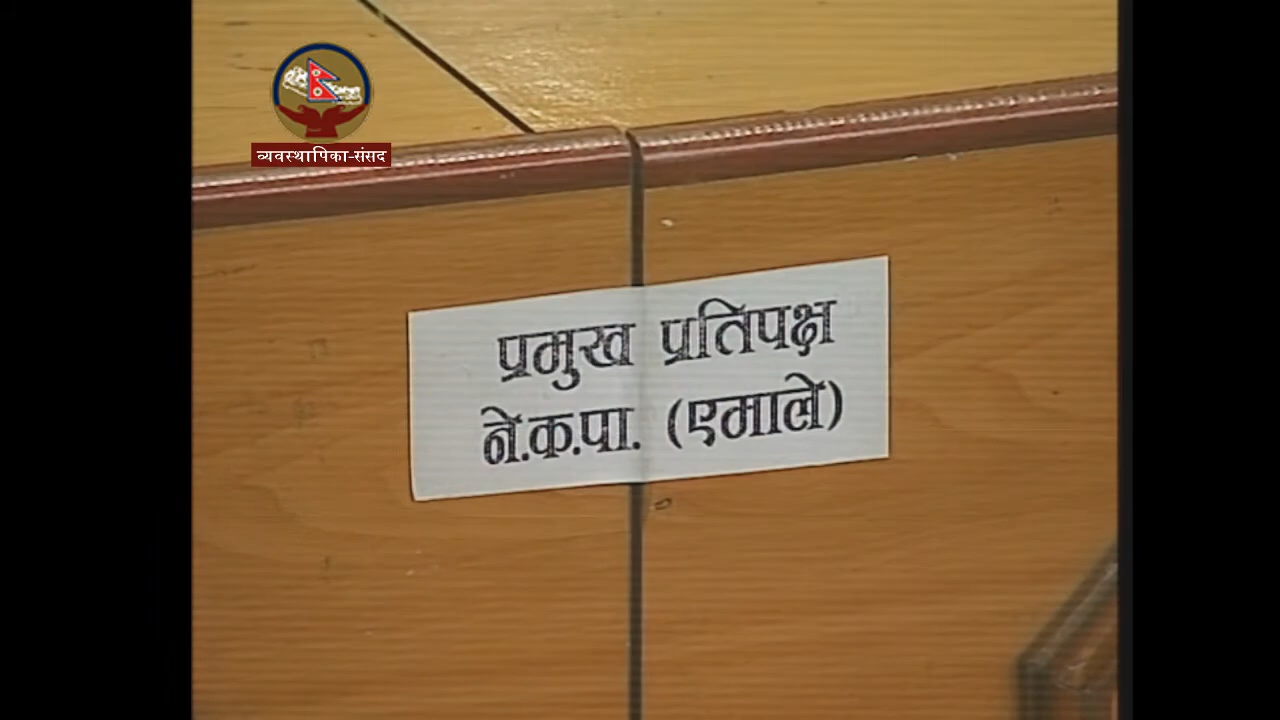 व्यवस्थापिका-संसद
प्रमुख प्रतिपक्ष
ने.क.पा. (एमाले)